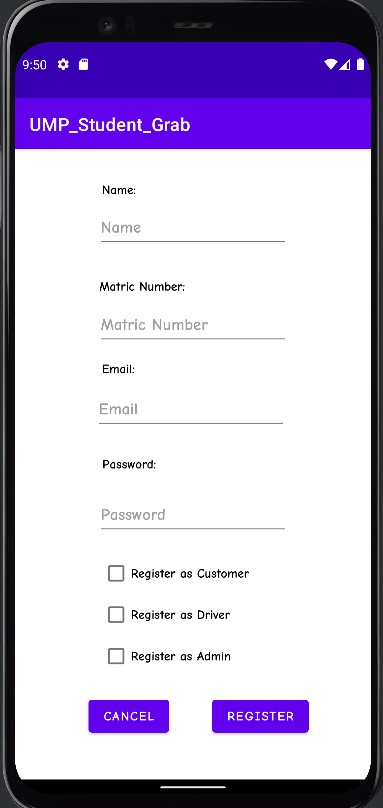 9:50
UMP_Student_Grab
Name:
Name
Matric Number:
Matric Number
Email:
Email
Password:
Password
Register as Customer
Register as Driver
Register as Admin
CANCEL REGISTER